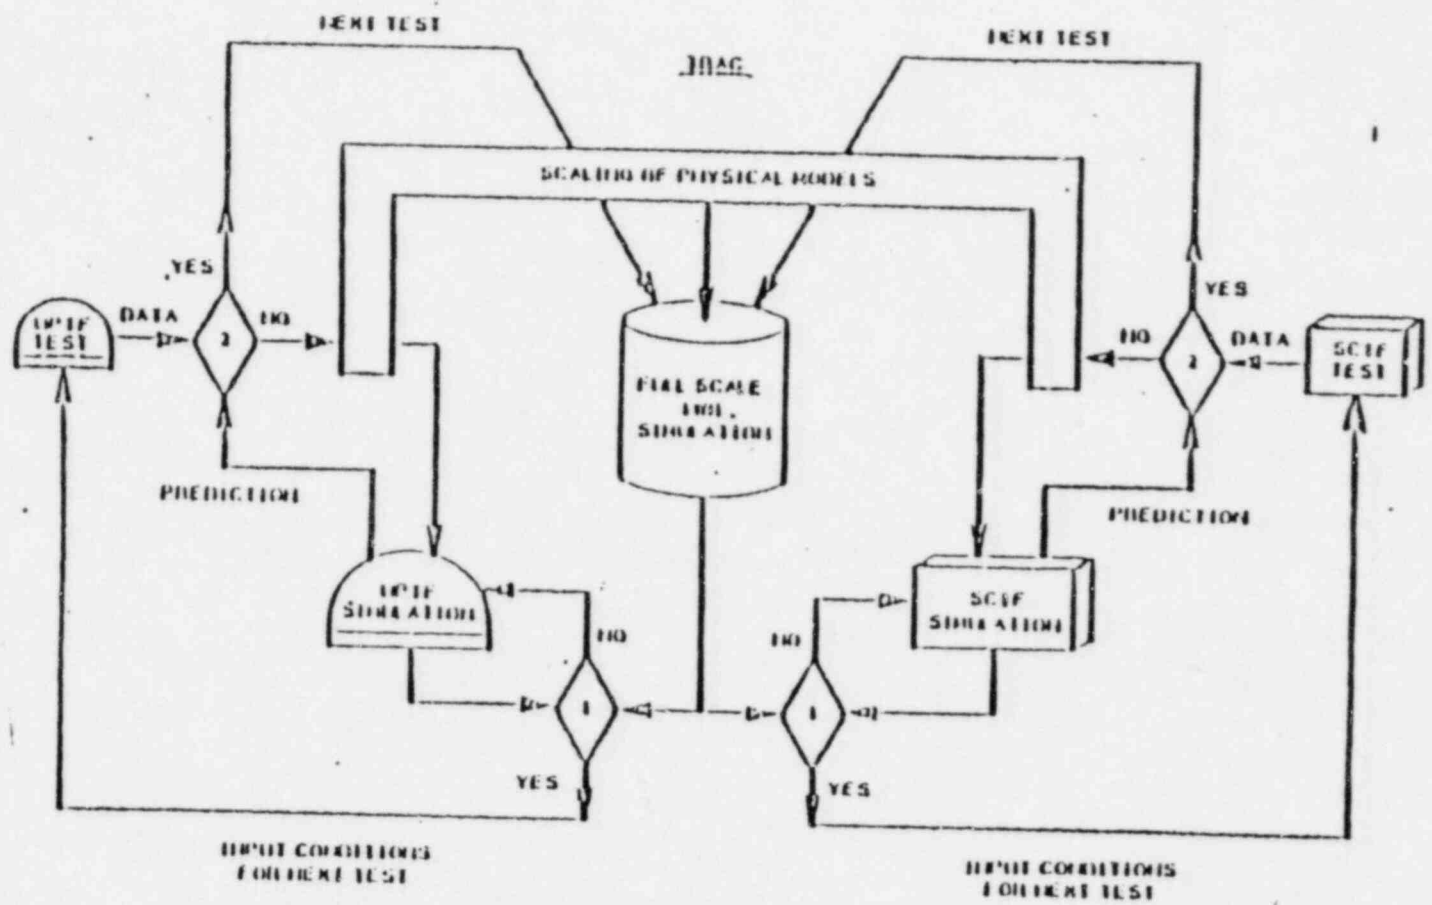 NEXT TEST
NEXT TEST
TRAC
SCALING OF PHYSICAL MODELS
YES
YES
UPTF
TEST
DATA
2
NO
NO
2
DATA
SCTF
TEST
FULL SCALE
SIMULATION
PREDICTION
PREDICTION
UPTF
SIMULATION
SCTF
SIMULATION
NO
NO
1
1
YES
YES
INPUT CONDITIONS
FOR NEXT TEST
INPUT CONDITIONS
FOR NEXT TEST